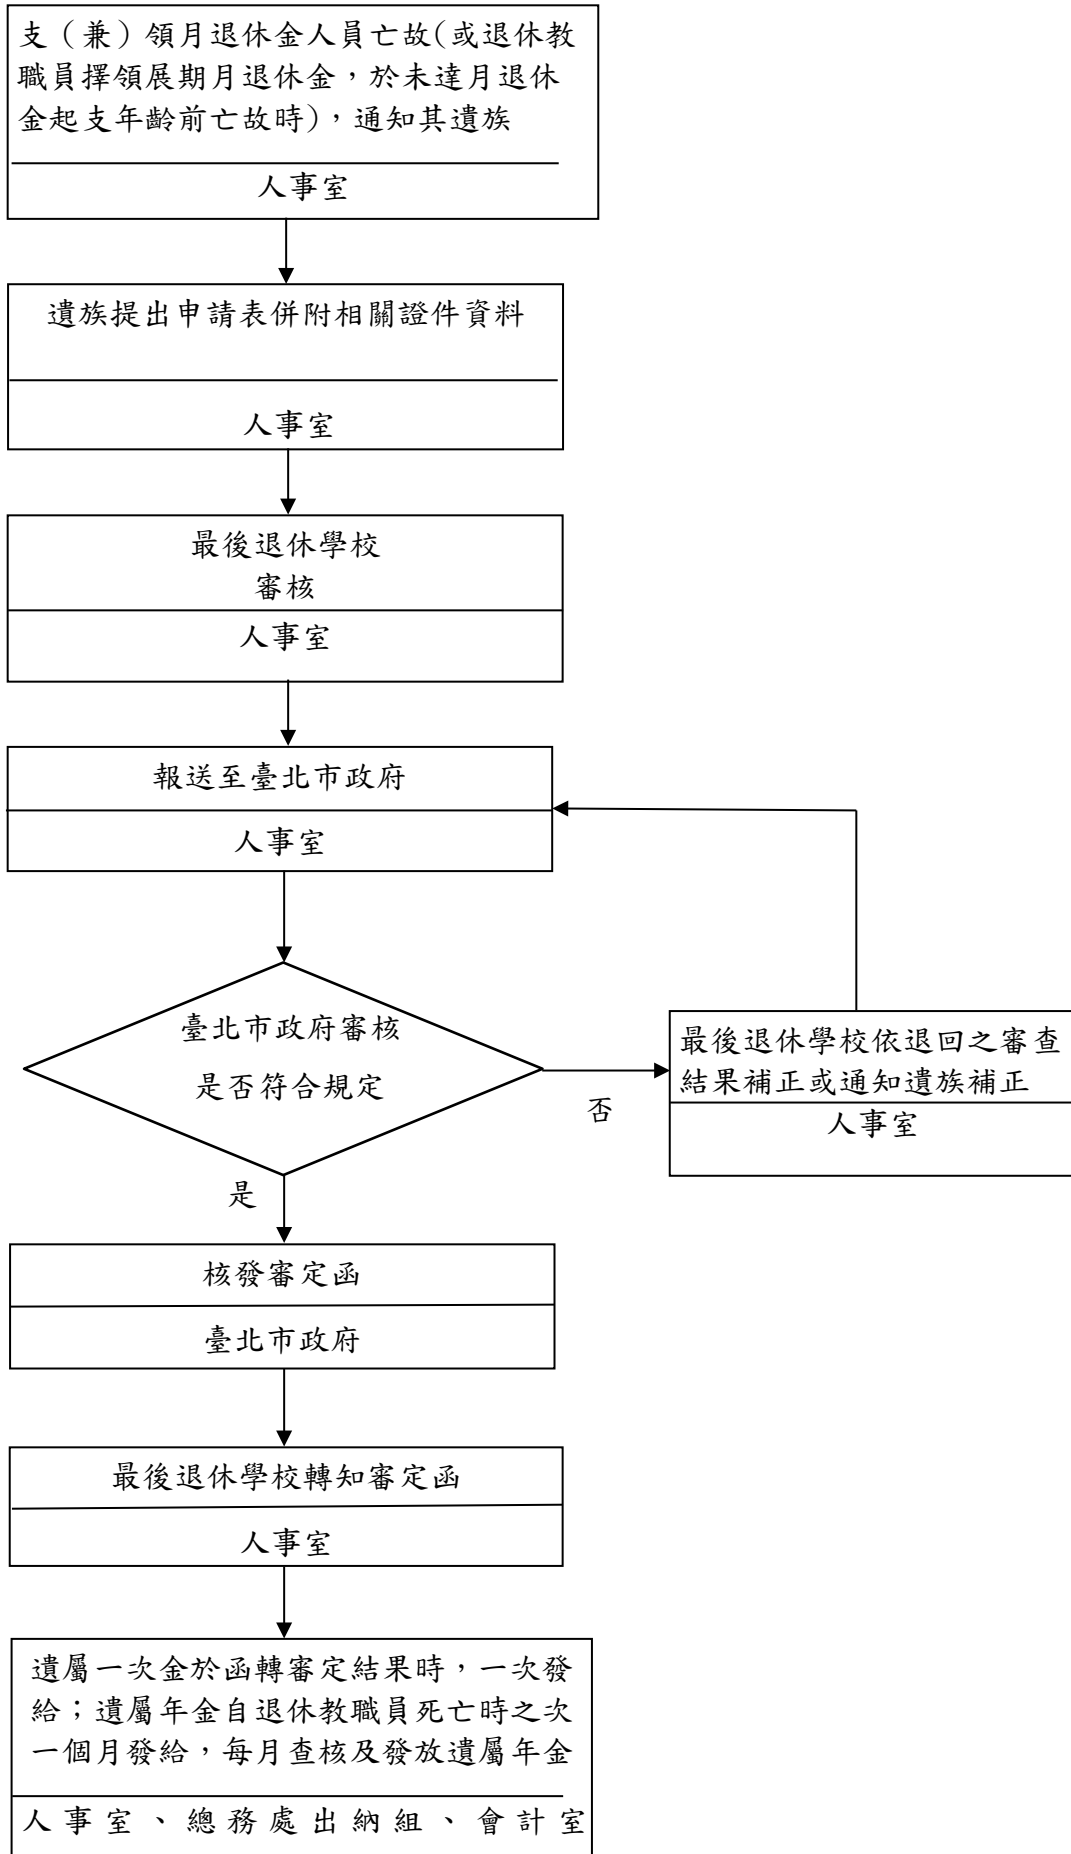 支（兼）領月退休金人員亡故(或退休教
職員擇領展期月退休金，於未達月退休
金起支年齡前亡故時)，通知其遺族
人事室
遺族提出申請表併附相關證件資料
人事室
最後退休學校
審核
人事室
報送至臺北市政府
人事室
臺北市政府審核
是否符合規定
否
最後退休學校依退回之審查
結果補正或通知遺族補正
人事室
是
核發審定函
臺北市政府
最後退休學校轉知審定函
人事室
遺屬一次金於函轉審定結果時，一次發
給；遺屬年金自退休教職員死亡時之次
一個月發給，每月查核及發放遺屬年金
人事室、總務處出納組、會計室